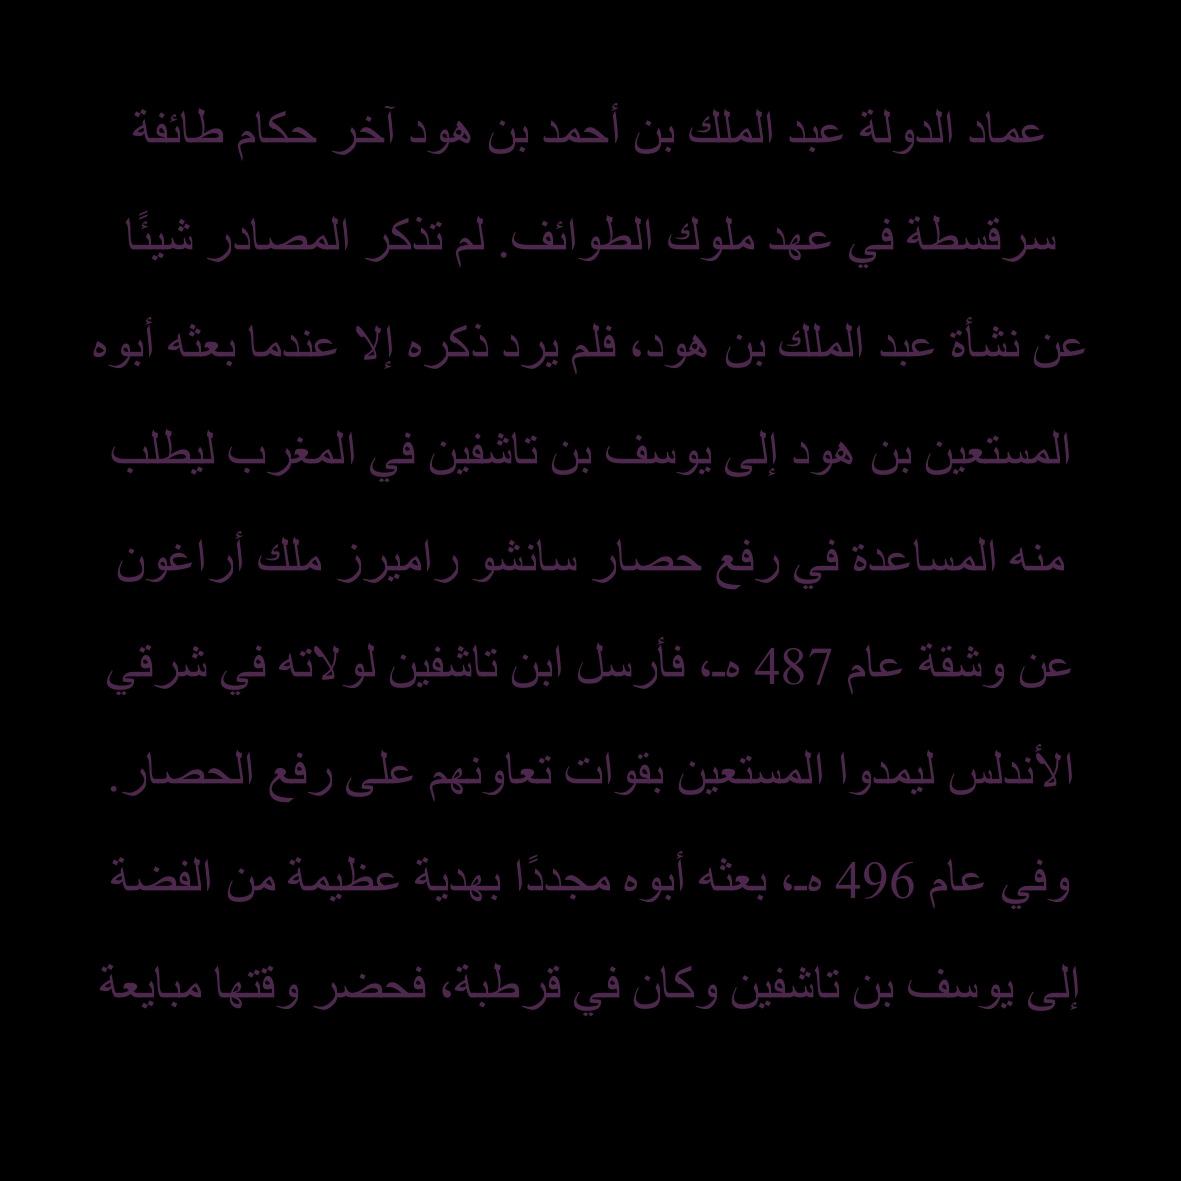 عماد الدولة عبد الملك بن أحمد بن هود آخر حكام طائفة
سرقسطة في عهد ملوك الطوائف. لم تذكر المصادر شيئًا
عن نشأة عبد الملك بن هود، فلم يرد ذكره إلا عندما بعثه أبوه
المستعين بن هود إلى يوسف بن تاشفين في المغرب ليطلب
منه المساعدة في رفع حصار سانشو راميرز ملك أراغون
عن وشقة عام 487 هـ، فأرسل ابن تاشفين لولاته في شرقي
الأندلس ليمدوا المستعين بقوات تعاونهم على رفع الحصار.
وفي عام 496 هـ، بعثه أبوه مجددًا بهدية عظيمة من الفضة
إلى يوسف بن تاشفين وكان في قرطبة، فحضر وقتها مبايعة